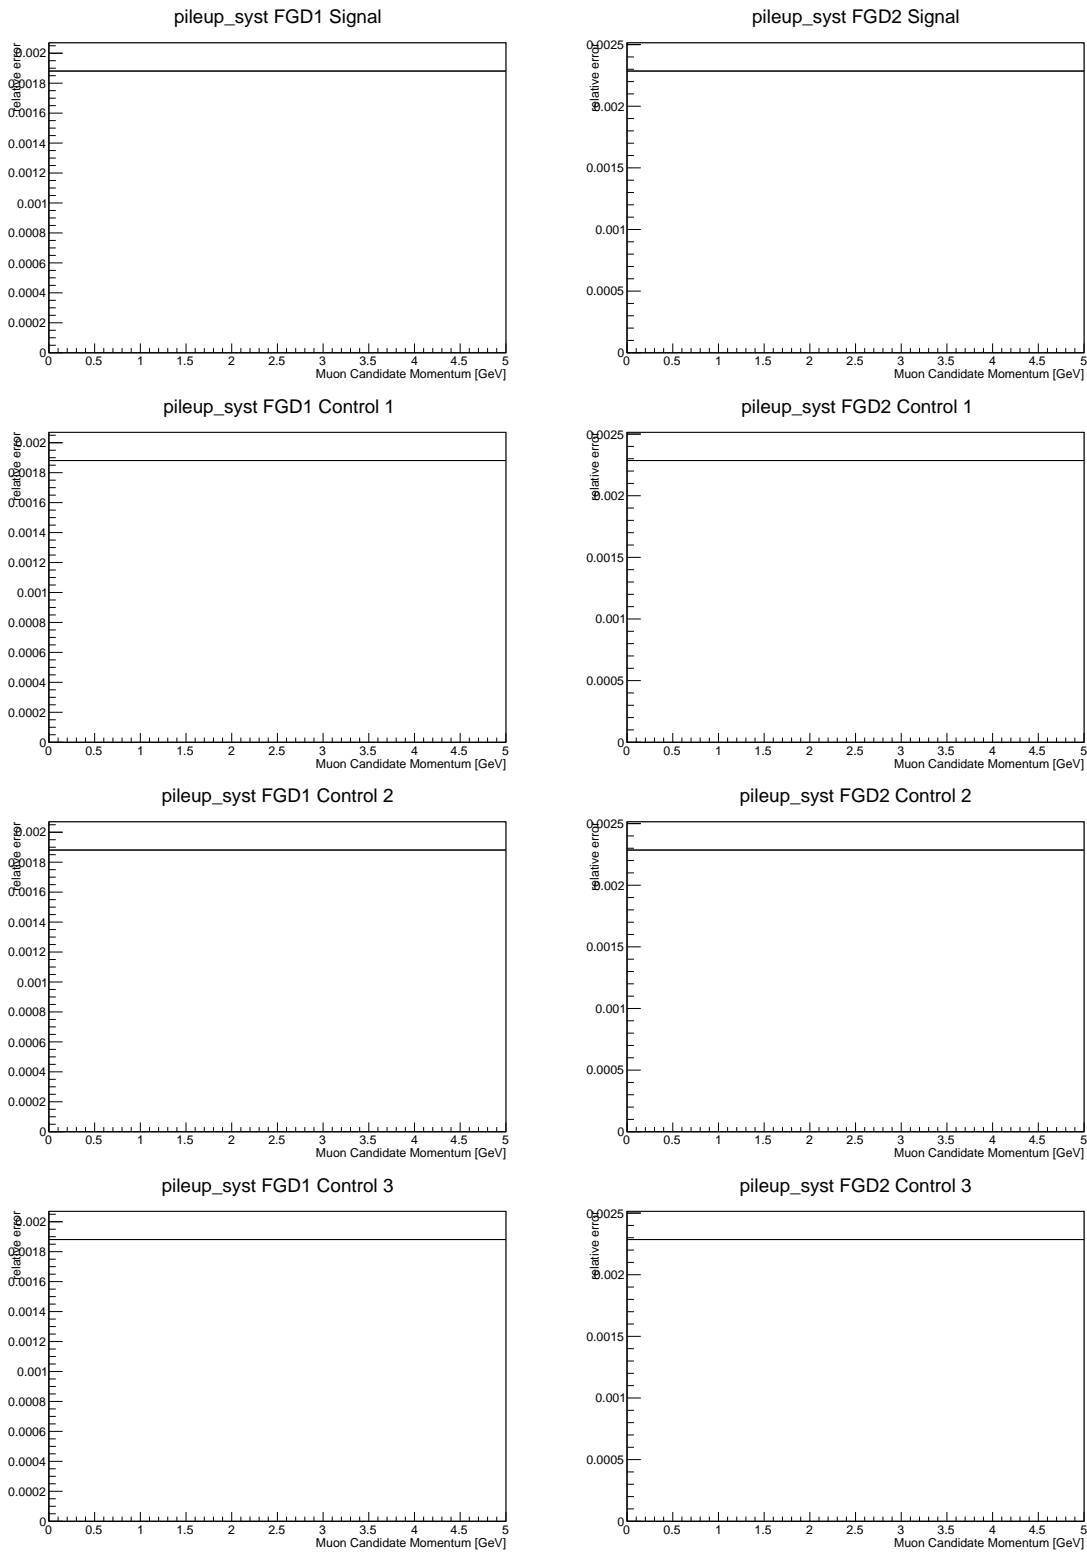 pileup_syst FGD1 Signal
relative error
0.002
0.0018
0.0016
0.0014
0.0012
0.001
0.0008
0.0006
0.0004
0.0002
0
0 0.5 1 1.5 2 2.5 3 3.5 4 4.5 5
Muon Candidate Momentum [GeV]
pileup_syst FGD2 Signal
relative error
0.0025
0.002
0.0015
0.001
0.0005
0
0 0.5 1 1.5 2 2.5 3 3.5 4 4.5 5
Muon Candidate Momentum [GeV]
pileup_syst FGD1 Control 1
relative error
0.002
0.0018
0.0016
0.0014
0.0012
0.001
0.0008
0.0006
0.0004
0.0002
0
0 0.5 1 1.5 2 2.5 3 3.5 4 4.5 5
Muon Candidate Momentum [GeV]
pileup_syst FGD2 Control 1
relative error
0.0025
0.002
0.0015
0.001
0.0005
0
0 0.5 1 1.5 2 2.5 3 3.5 4 4.5 5
Muon Candidate Momentum [GeV]
pileup_syst FGD1 Control 2
relative error
0.002
0.0018
0.0016
0.0014
0.0012
0.001
0.0008
0.0006
0.0004
0.0002
0
0 0.5 1 1.5 2 2.5 3 3.5 4 4.5 5
Muon Candidate Momentum [GeV]
pileup_syst FGD2 Control 2
relative error
0.0025
0.002
0.0015
0.001
0.0005
0
0 0.5 1 1.5 2 2.5 3 3.5 4 4.5 5
Muon Candidate Momentum [GeV]
pileup_syst FGD1 Control 3
relative error
0.002
0.0018
0.0016
0.0014
0.0012
0.001
0.0008
0.0006
0.0004
0.0002
0
0 0.5 1 1.5 2 2.5 3 3.5 4 4.5 5
Muon Candidate Momentum [GeV]
pileup_syst FGD2 Control 3
relative error
0.0025
0.002
0.0015
0.001
0.0005
0
0 0.5 1 1.5 2 2.5 3 3.5 4 4.5 5
Muon Candidate Momentum [GeV]